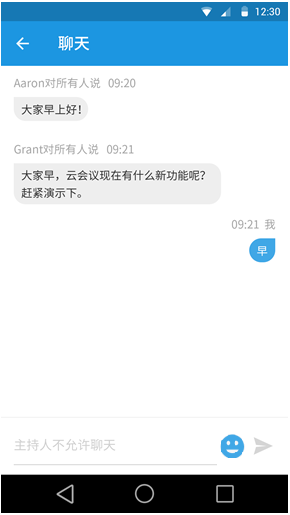 12:30
聊天
Aaron对所有人说 09:20
大家早上好！
Grant对所有人说 09:21
大家早，云会议现在有什么新功能呢？
赶紧演示下。
09:21 我
早
主持人不允许聊天